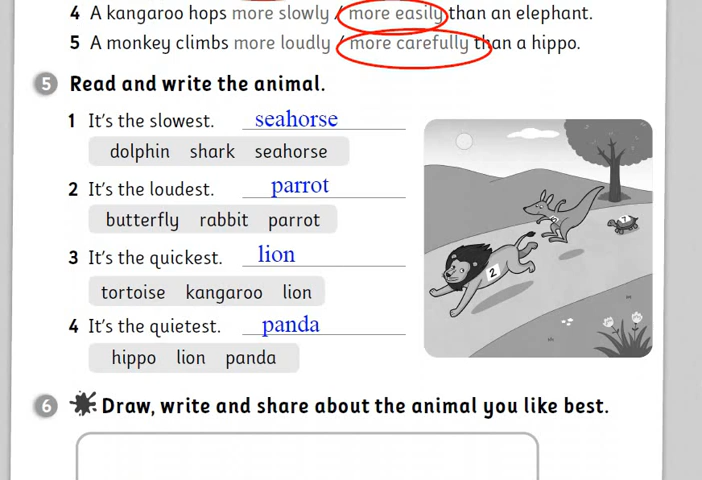 4 A kangaroo hops more slowly / more easily than an elephant.
5 A monkey climbs more loudly / more carefully than a hippo.
5 Read and write the animal.
1 It's the slowest. seahorse
dolphin shark seahorse
2 It's the loudest. parrot
butterfly rabbit parrot
3 It's the quickest. lion
tortoise kangaroo lion
4 It's the quietest. panda
hippo lion panda
2
7
6 Draw, write and share about the animal you like best.